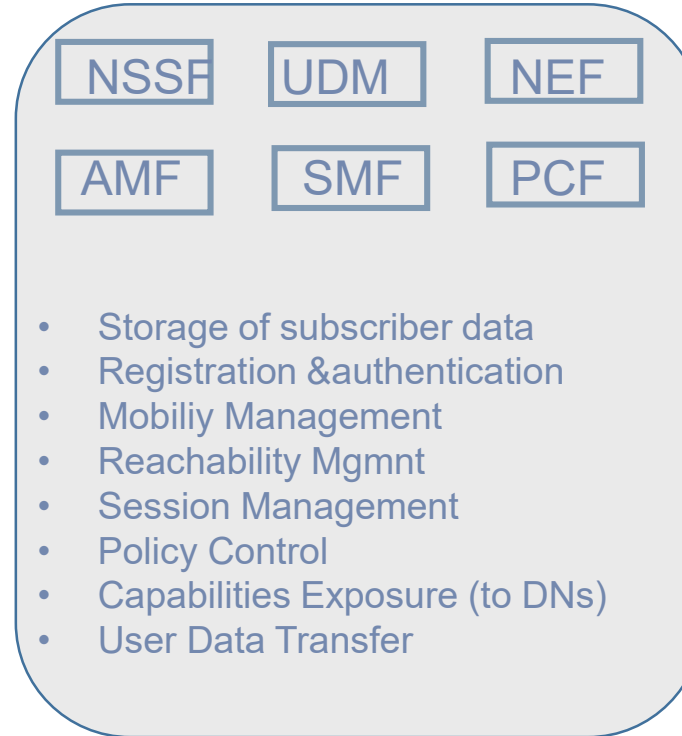 NSSF UDM NEF
AMF SMF PCF
• Storage of subscriber data
• Registration &authentication
• Mobiliy Management
• Reachability Mgmnt
• Session Management
• Policy Control
• Capabilities Exposure (to DNs)
• User Data Transfer